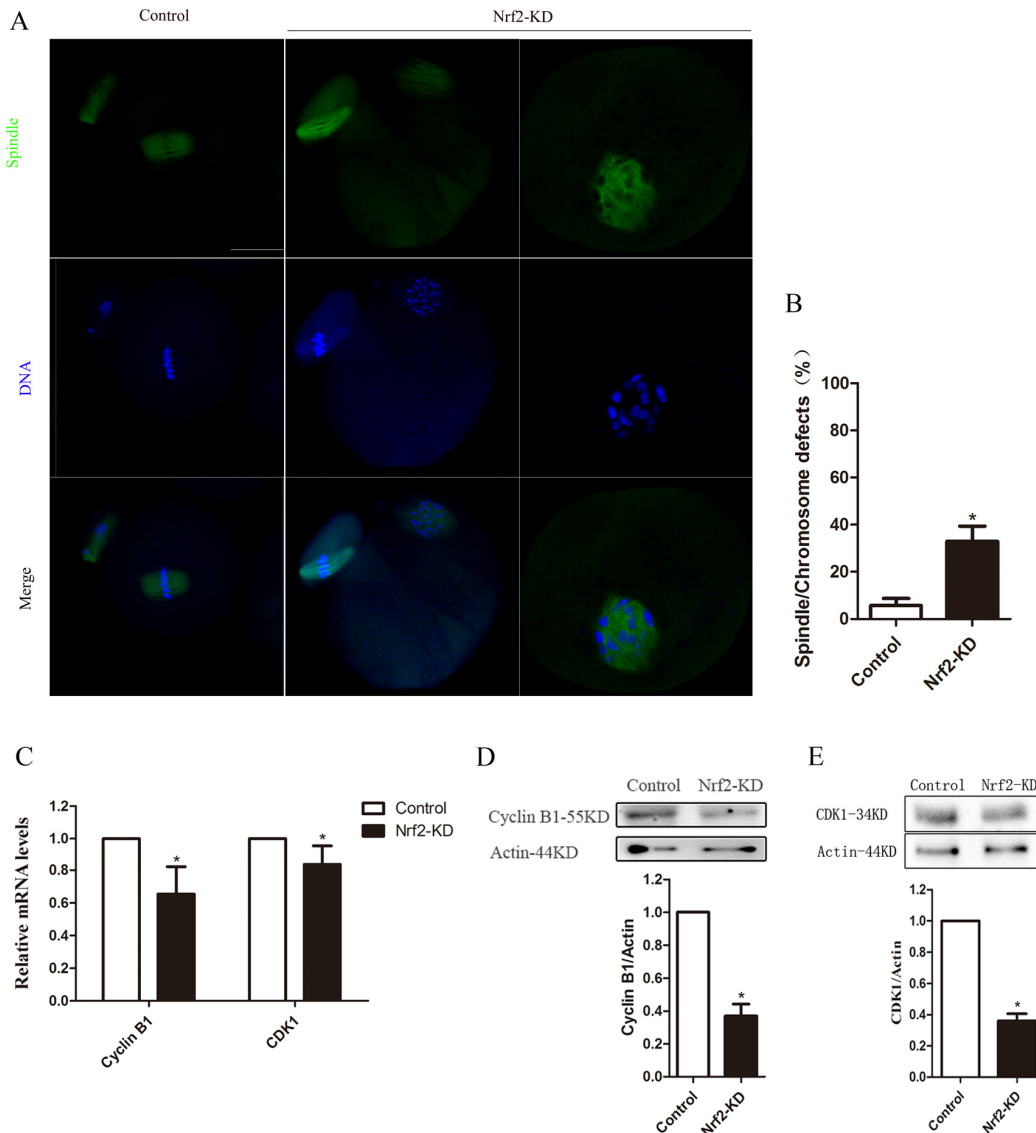 A
Control
Nrf2-KD
Spindle
DNA
Merge
B
Spindle/Chromosome defects (%)
100
80
60
40
20
0
*
Control
Nrf2-KD
C
Relative mRNA levels
1.2
1.0
0.8
0.6
0.4
0.2
0.0
*
*
Cyclin B1
CDK1
Control
Nrf2-KD
D
Control Nrf2-KD
Cyclin B1-55KD
Actin-44KD
Cyclin B1/Actin
1.2
1.0
0.8
0.6
0.4
0.2
0.0
*
Control
Nrf2-KD
E
Control Nrf2-KD
CDK1-34KD
Actin-44KD
CDK1/Actin
1.2
1.0
0.8
0.6
0.4
0.2
0.0
*
Control
Nrf2-KD